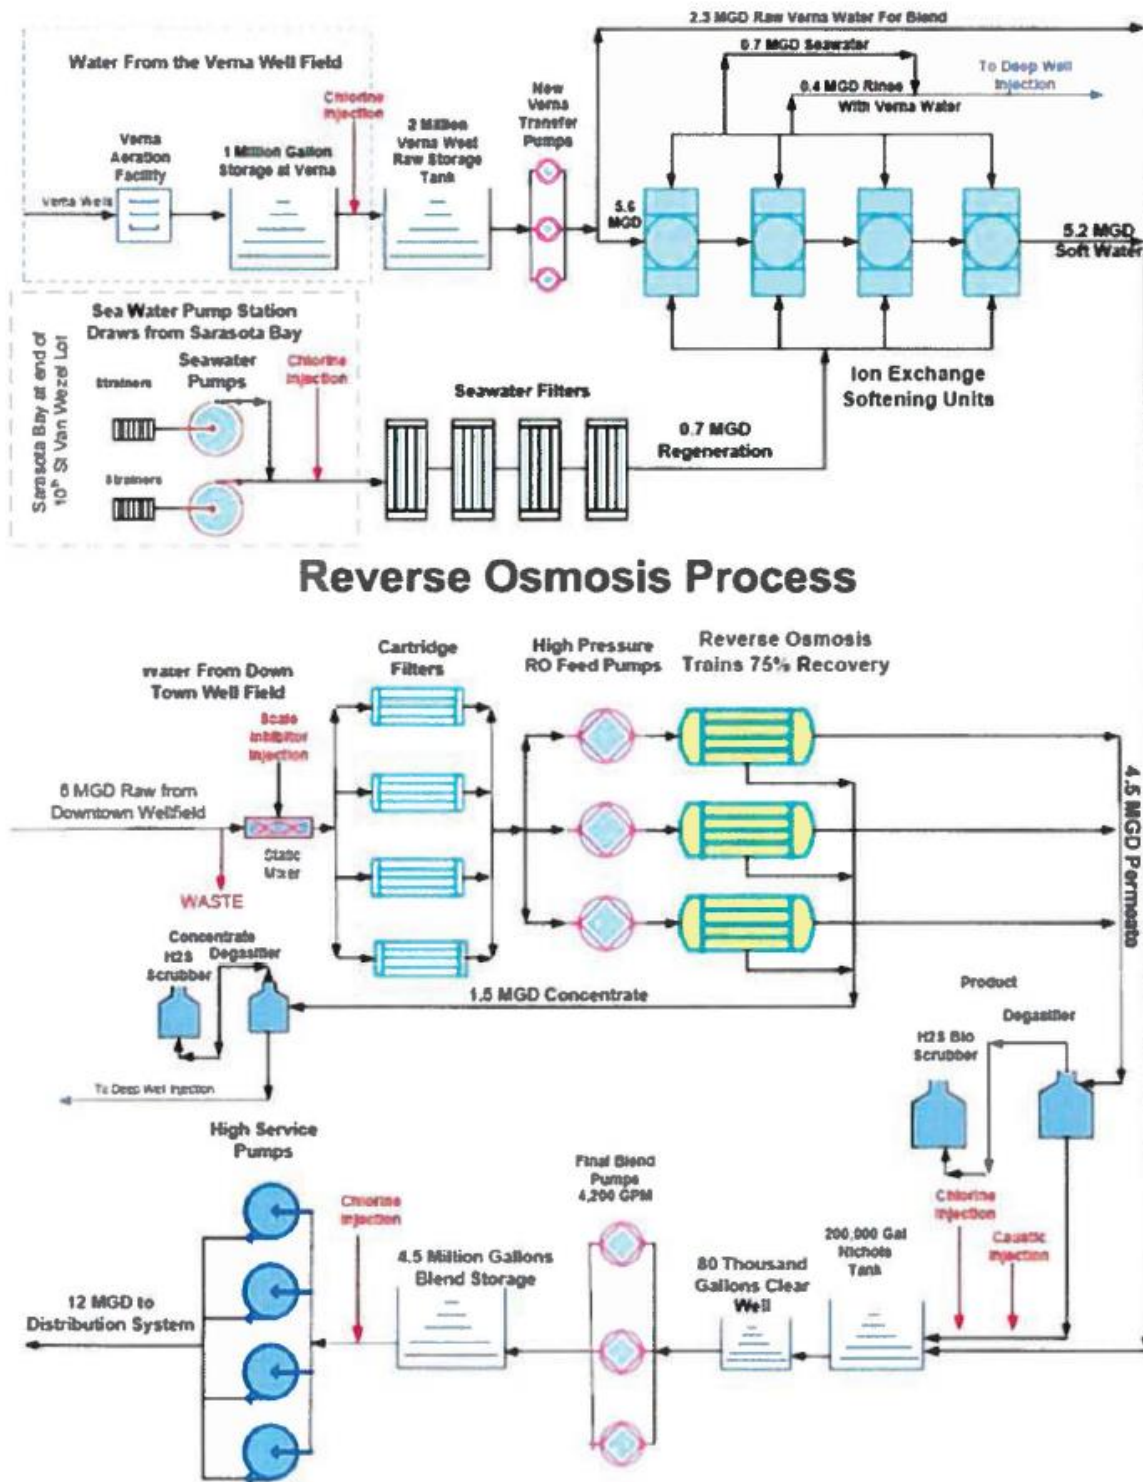 2.3 MGD Raw Verna Water For Blend
0.7 MGD Seawater
Water From the Verna Well Field
To Deep Well
Injection
0.4 MGD Rinse
With Verna Water
Chlorine
Injection
New
Verna
Transfer
Pumps
2 Million
Verna West
Raw Storage
Tank
Verna
Aeration
Facility
1 Million Gallon
Storage at Verna
Verna Wells
5.6
MGD
5.2 MGD
Soft Water
Sea Water Pump Station
Draws from Sarasota Bay
Sarasota Bay at end of
10th St Van Wezel Lot
Seawater
Pumps
Chlorine
Injection
Strainers
Strainers
Seawater Filters
0.7 MGD
Regeneration
Ion Exchange
Softening Units
Reverse Osmosis Process
Water From Down
Town Well Field
Cartridge
Filters
High Pressure
RO Feed Pumps
Reverse Osmosis
Trains 75% Recovery
Scale
Inhibitor
Injection
6 MGD Raw from
Downtown Wellfield
Static
Mixer
WASTE
4.5 MGD Permeate
Concentrate
H2S Degasifier
Scrubber
1.5 MGD Concentrate
To Deep Well Injection
Product
Degasifier
H2S Bio
Scrubber
High Service
Pumps
Chlorine
Injection
4.5 Million Gallons
Blend Storage
Final Blend
Pumps
4,200 GPM
80 Thousand
Gallons Clear
Well
200,000 Gal
Nichols
Tank
Chlorine
Injection
Caustic
Injection
12 MGD to
Distribution System